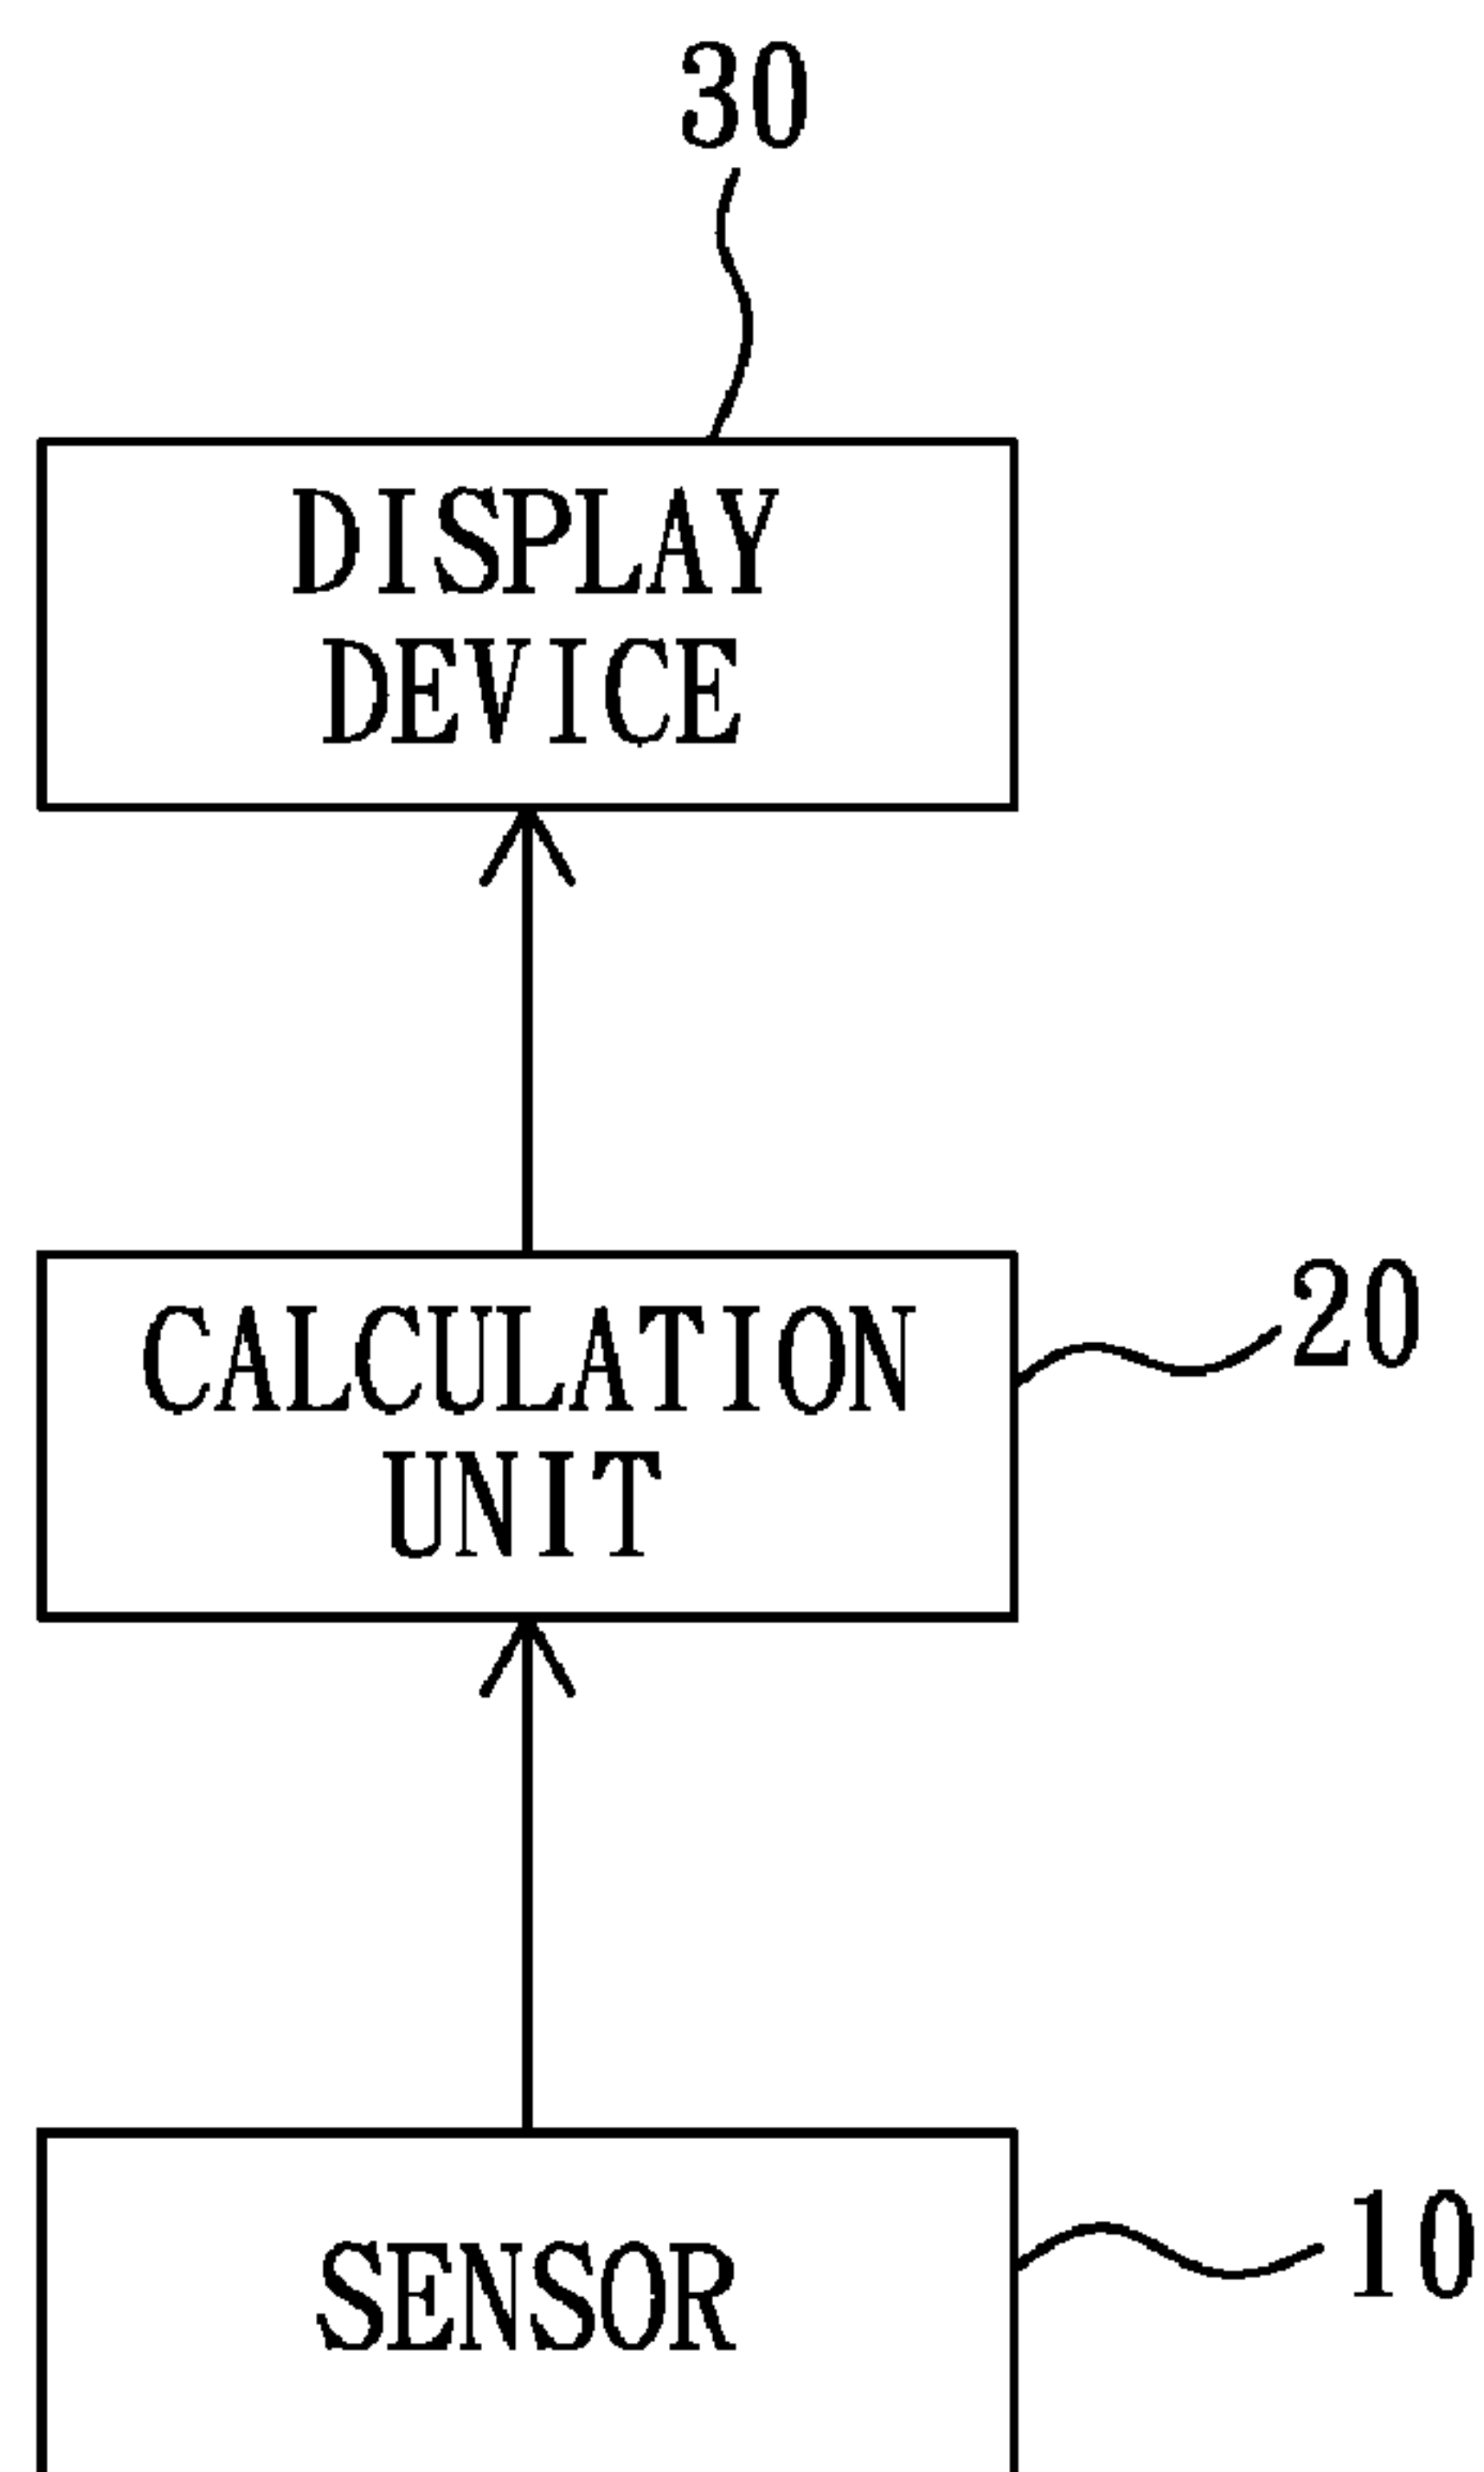 30
DISPLAY
DEVICE
CALCULATION
UNIT
20
SENSOR
10